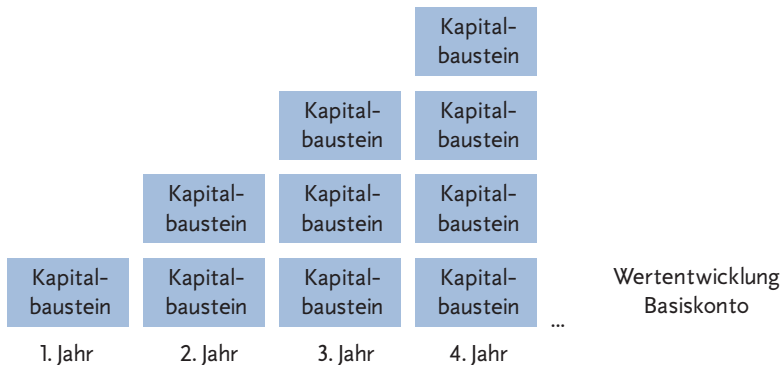 Kapital-
baustein
Kapital-
baustein
Kapital-
baustein
Kapital-
baustein
Kapital-
baustein
Kapital-
baustein
Kapital-
baustein
Kapital-
baustein
Kapital-
baustein
Kapital-
baustein
...
Wertentwicklung
Basiskonto
1. Jahr
2. Jahr
3. Jahr
4. Jahr